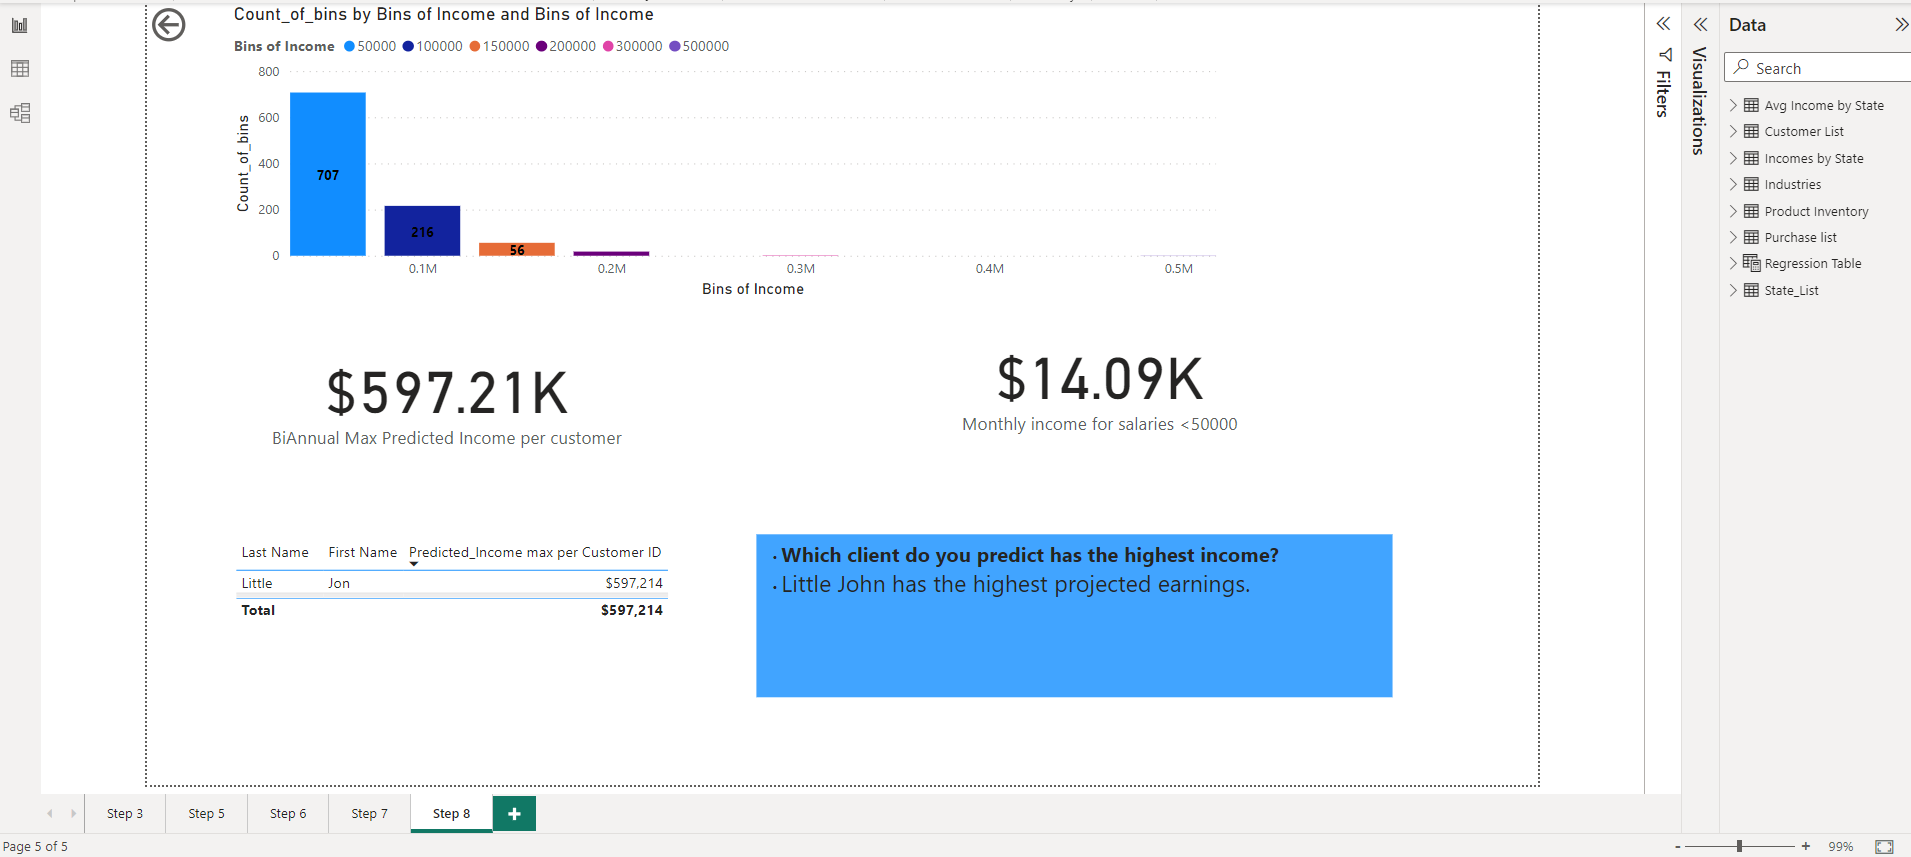 Count_of_bins by Bins of Income and Bins of Income
Bins of Income 50000 100000 150000 200000 300000 500000
Count_of_bins
800
600
400
200
0
707
216
56
0.1M 0.2M 0.3M 0.4M 0.5M
Bins of Income
$597.21K
BiAnnual Max Predicted Income per customer
$14.09K
Monthly income for salaries <50000
Last Name First Name Predicted_Income max per Customer ID
Little Jon $597,214
Total $597,214
· Which client do you predict has the highest income?
· Little John has the highest projected earnings.
Filters
Visualizations
Data
Search
Avg Income by State
Customer List
Incomes by State
Industries
Product Inventory
Purchase list
Regression Table
State_List
Step 3 Step 5 Step 6 Step 7 Step 8 +
Page 5 of 5
- + 99%